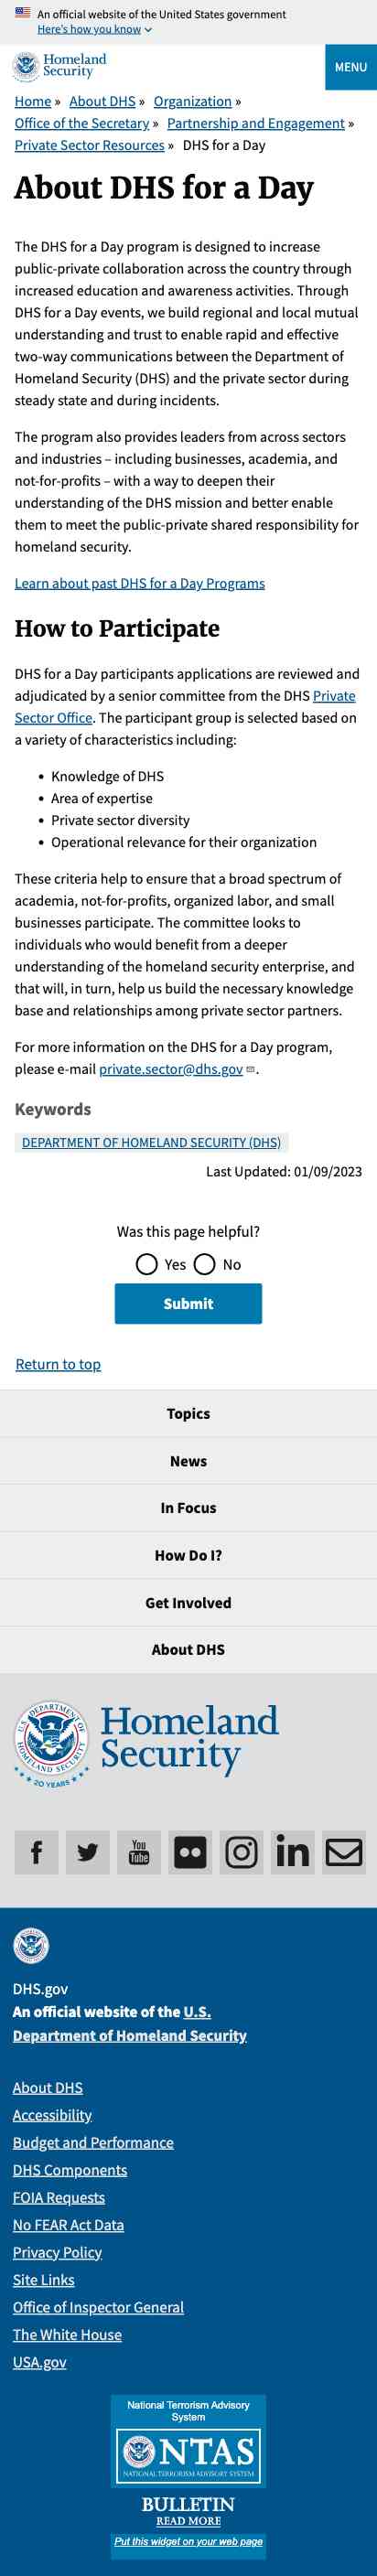 An official website of the United States government
Here's how you know
Homeland
Security
MENU
Home » About DHS » Organization »
Office of the Secretary » Partnership and Engagement »
Private Sector Resources » DHS for a Day
About DHS for a Day
The DHS for a Day program is designed to increase
public-private collaboration across the country through
increased education and awareness activities. Through
DHS for a Day events, we build regional and local mutual
understanding and trust to enable rapid and effective
two-way communications between the Department of
Homeland Security (DHS) and the private sector during
steady state and during incidents.
The program also provides leaders from across sectors
and industries – including businesses, academia, and
not-for-profits – with a way to deepen their
understanding of the DHS mission and better enable
them to meet the public-private shared responsibility for
homeland security.
Learn about past DHS for a Day Programs
How to Participate
DHS for a Day participants applications are reviewed and
adjudicated by a senior committee from the DHS Private
Sector Office. The participant group is selected based on
a variety of characteristics including:
• Knowledge of DHS
• Area of expertise
• Private sector diversity
• Operational relevance for their organization
These criteria help to ensure that a broad spectrum of
academia, not-for-profits, organized labor, and small
businesses participate. The committee looks to
individuals who would benefit from a deeper
understanding of the homeland security enterprise, and
that will, in turn, help us build the necessary knowledge
base and relationships among private sector partners.
For more information on the DHS for a Day program,
please e-mail private.sector@dhs.gov.
Keywords
DEPARTMENT OF HOMELAND SECURITY (DHS)
Last Updated: 01/09/2023
Was this page helpful?
Yes No
Submit
Return to top
Topics
News
In Focus
How Do I?
Get Involved
About DHS
U.S. DEPARTMENT OF HOMELAND SECURITY
20 YEARS
Homeland
Security
You
Tube
in
DHS.gov
An official website of the U.S.
Department of Homeland Security
About DHS
Accessibility
Budget and Performance
DHS Components
FOIA Requests
No FEAR Act Data
Privacy Policy
Site Links
Office of Inspector General
The White House
USA.gov
National Terrorism Advisory
System
NTAS
NATIONAL TERRORISM ADVISORY SYSTEM
BULLETIN
READ MORE
Put this widget on your web page